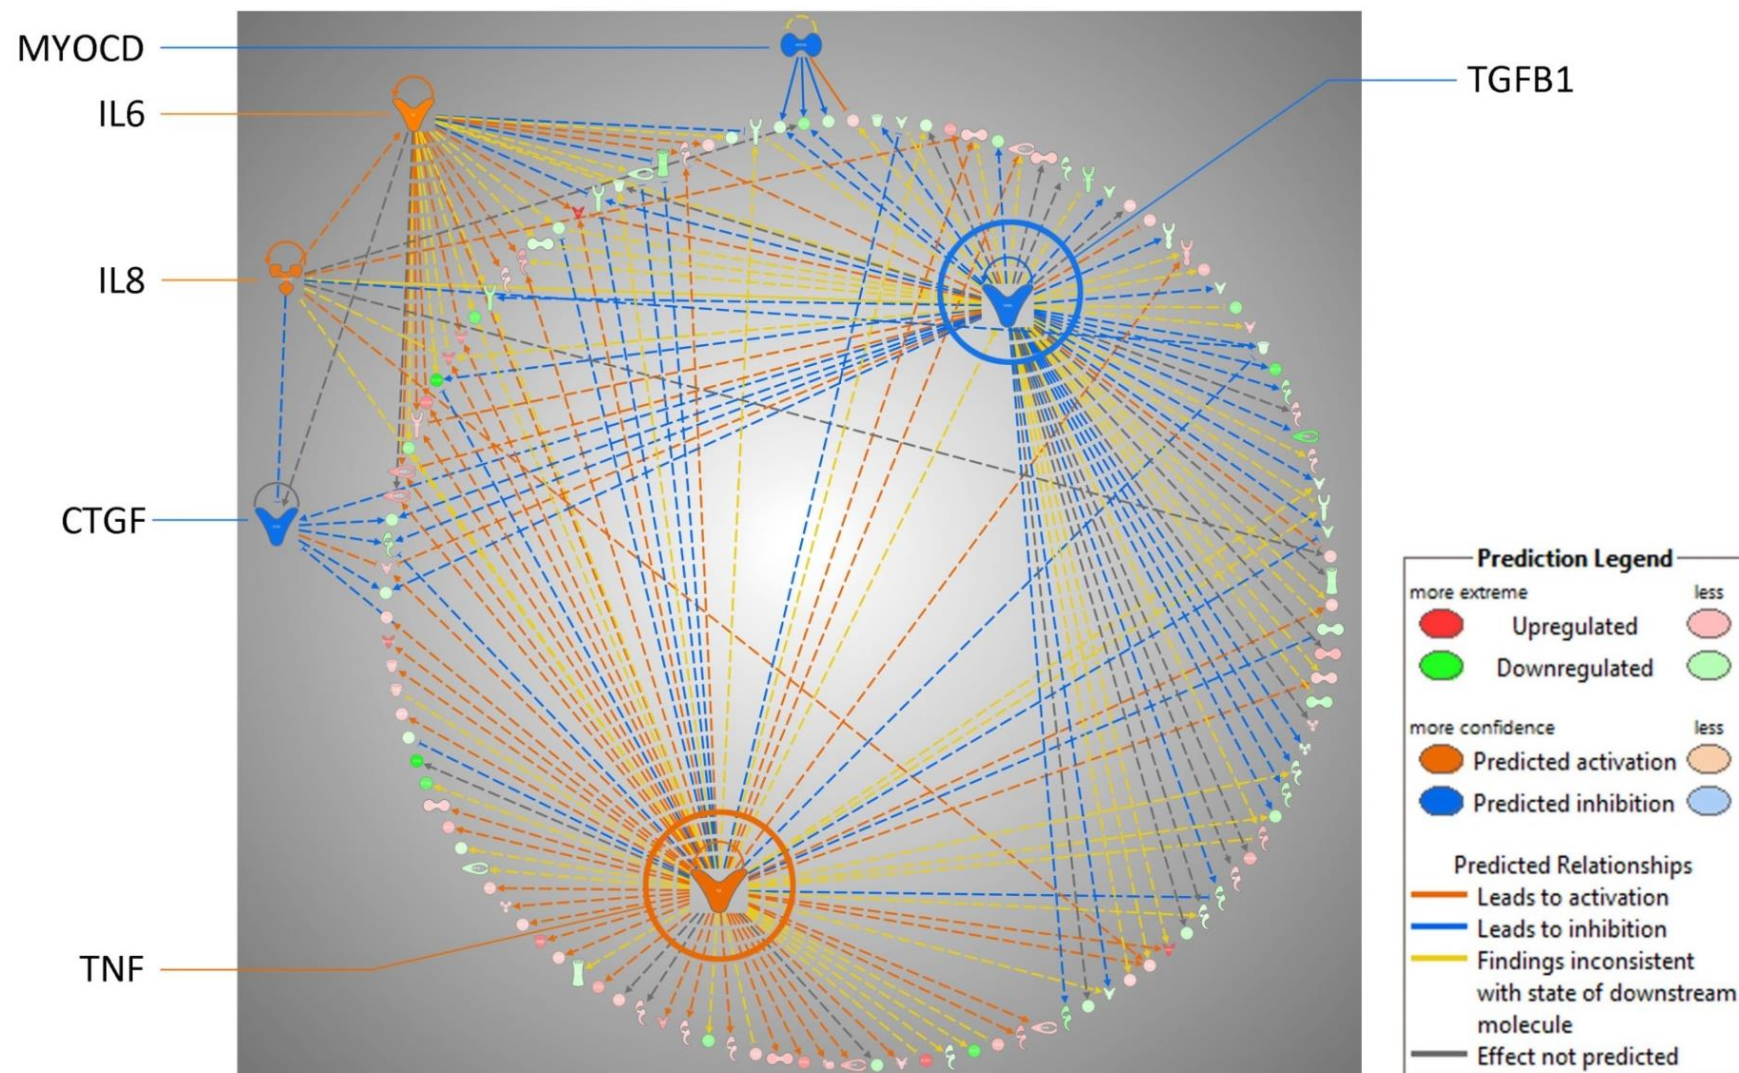 MYOCD
TGFB1
IL6
IL8
CTGF
TNF
Prediction Legend
more extreme less
Upregulated
Downregulated
more confidence less
Predicted activation
Predicted inhibition
Predicted Relationships
Leads to activation
Leads to inhibition
Findings inconsistent
with state of downstream
molecule
Effect not predicted